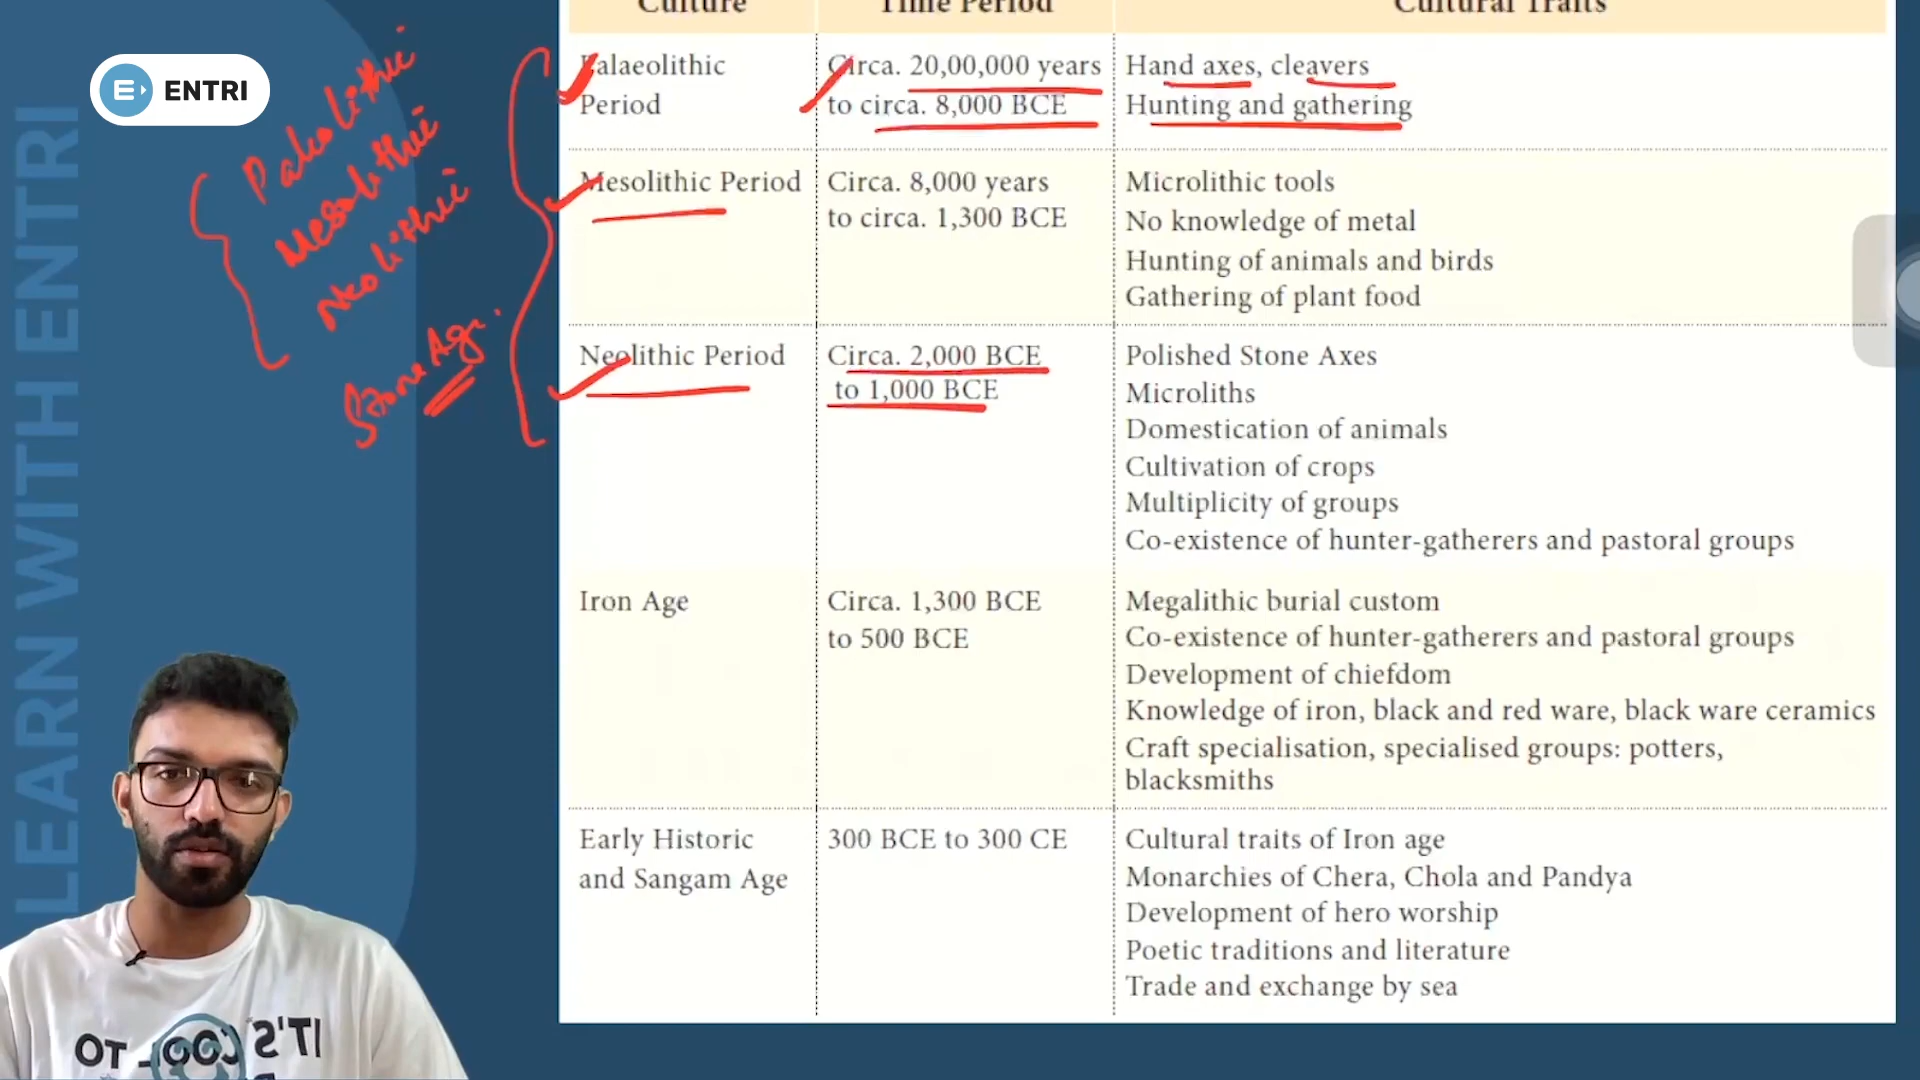 ENTRI
LEARN WITH ENTRI
Culture
Time Period
Cultural Traits
Palaeolithic
Period
Circa. 20,00,000 years
to circa. 8,000 BCE
Hand axes, cleavers
Hunting and gathering
Mesolithic Period
Circa. 8,000 years
to circa. 1,300 BCE
Microlithic tools
No knowledge of metal
Hunting of animals and birds
Gathering of plant food
Neolithic Period
Circa. 2,000 BCE
to 1,000 BCE
Polished Stone Axes
Microliths
Domestication of animals
Cultivation of crops
Multiplicity of groups
Co-existence of hunter-gatherers and pastoral groups
Iron Age
Circa. 1,300 BCE
to 500 BCE
Megalithic burial custom
Co-existence of hunter-gatherers and pastoral groups
Development of chiefdom
Knowledge of iron, black and red ware, black ware ceramics
Craft specialisation, specialised groups: potters,
blacksmiths
Early Historic
and Sangam Age
300 BCE to 300 CE
Cultural traits of Iron age
Monarchies of Chera, Chola and Pandya
Development of hero worship
Poetic traditions and literature
Trade and exchange by sea
Paleolithic
Mesolithic
Neolithic
Stone Age.
IT'S COOL TO